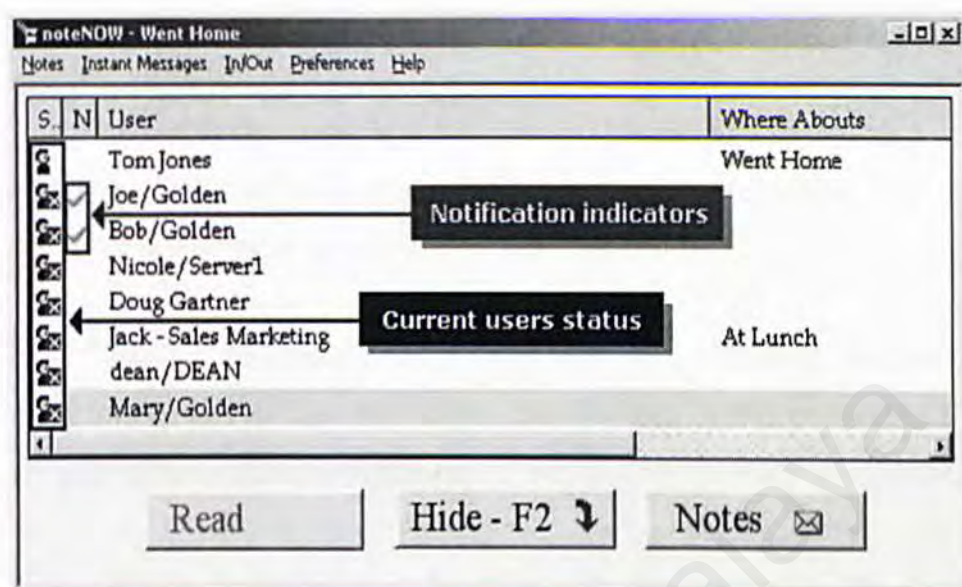 noteNOW - Went Home
Notes Instant Messages In/Out Preferences Help
S.. N User Where Abouts
Tom Jones Went Home
Joe/Golden
Notification indicators
Bob/Golden
Nicole/Server1
Doug Gartner
Current users status
Jack - Sales Marketing At Lunch
dean/DEAN
Mary/Golden
Read Hide - F2 Notes
alaya